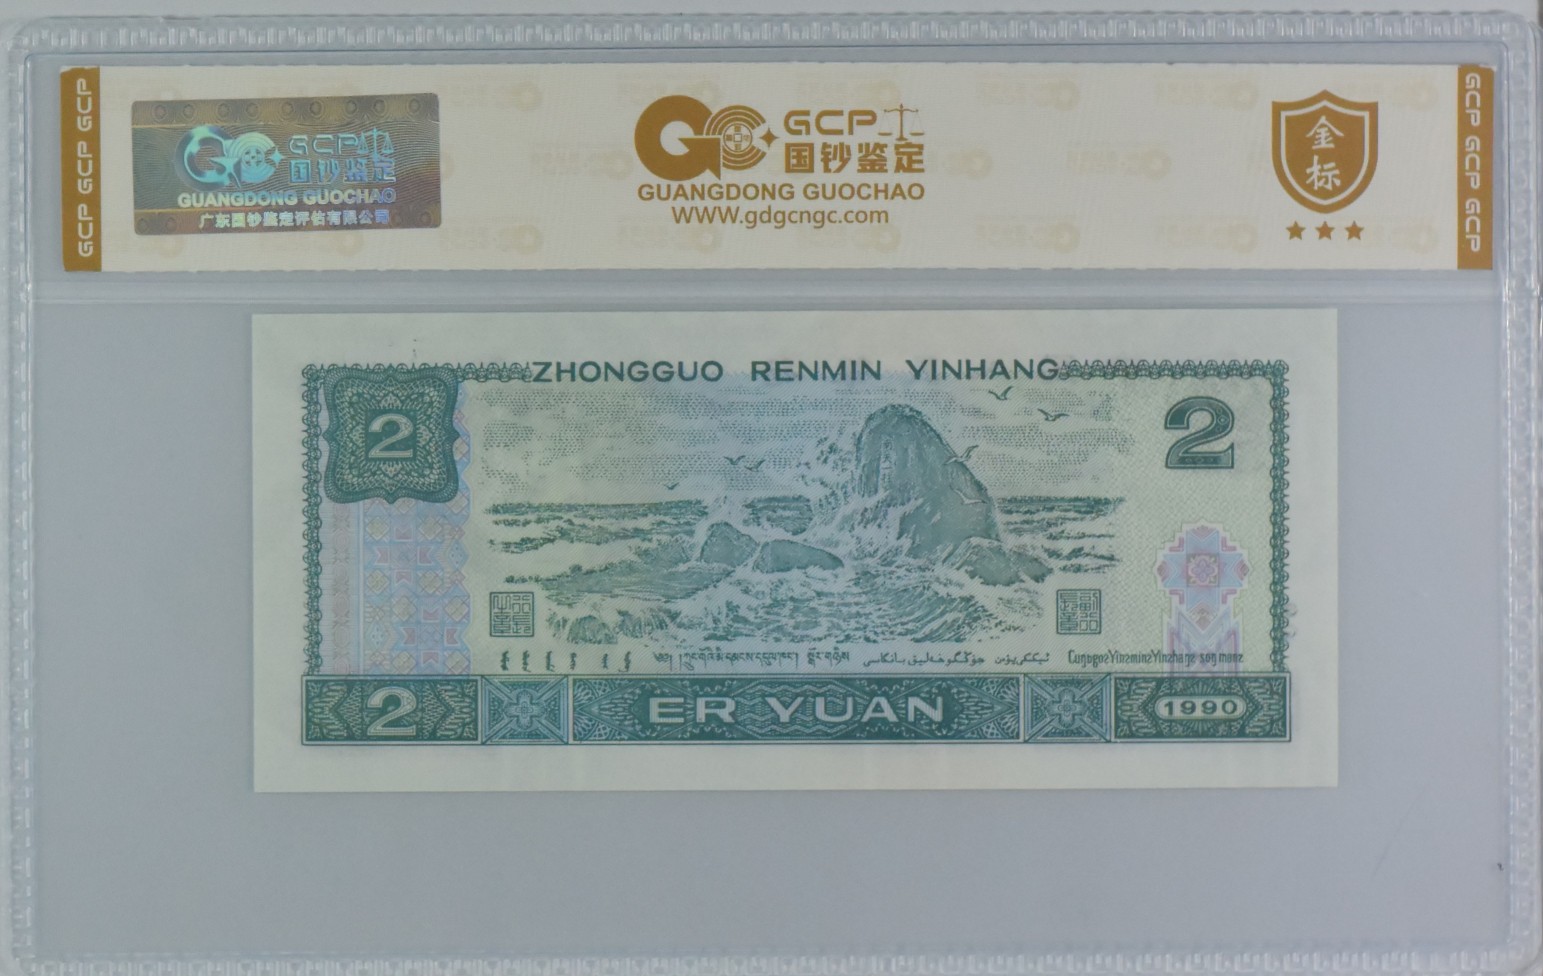 GCP GCP GCP
GCP
国钞鉴定
GUANGDONG GUOCHAO
广东国钞鉴定评估有限公司
GCP
国钞鉴定
GUANGDONG GUOCHAO
WWW.gdgcngc.com
金标
GCP GCP GCP
ZHONGGUO RENMIN YINHANG
2
2
2
ER YUAN
1990